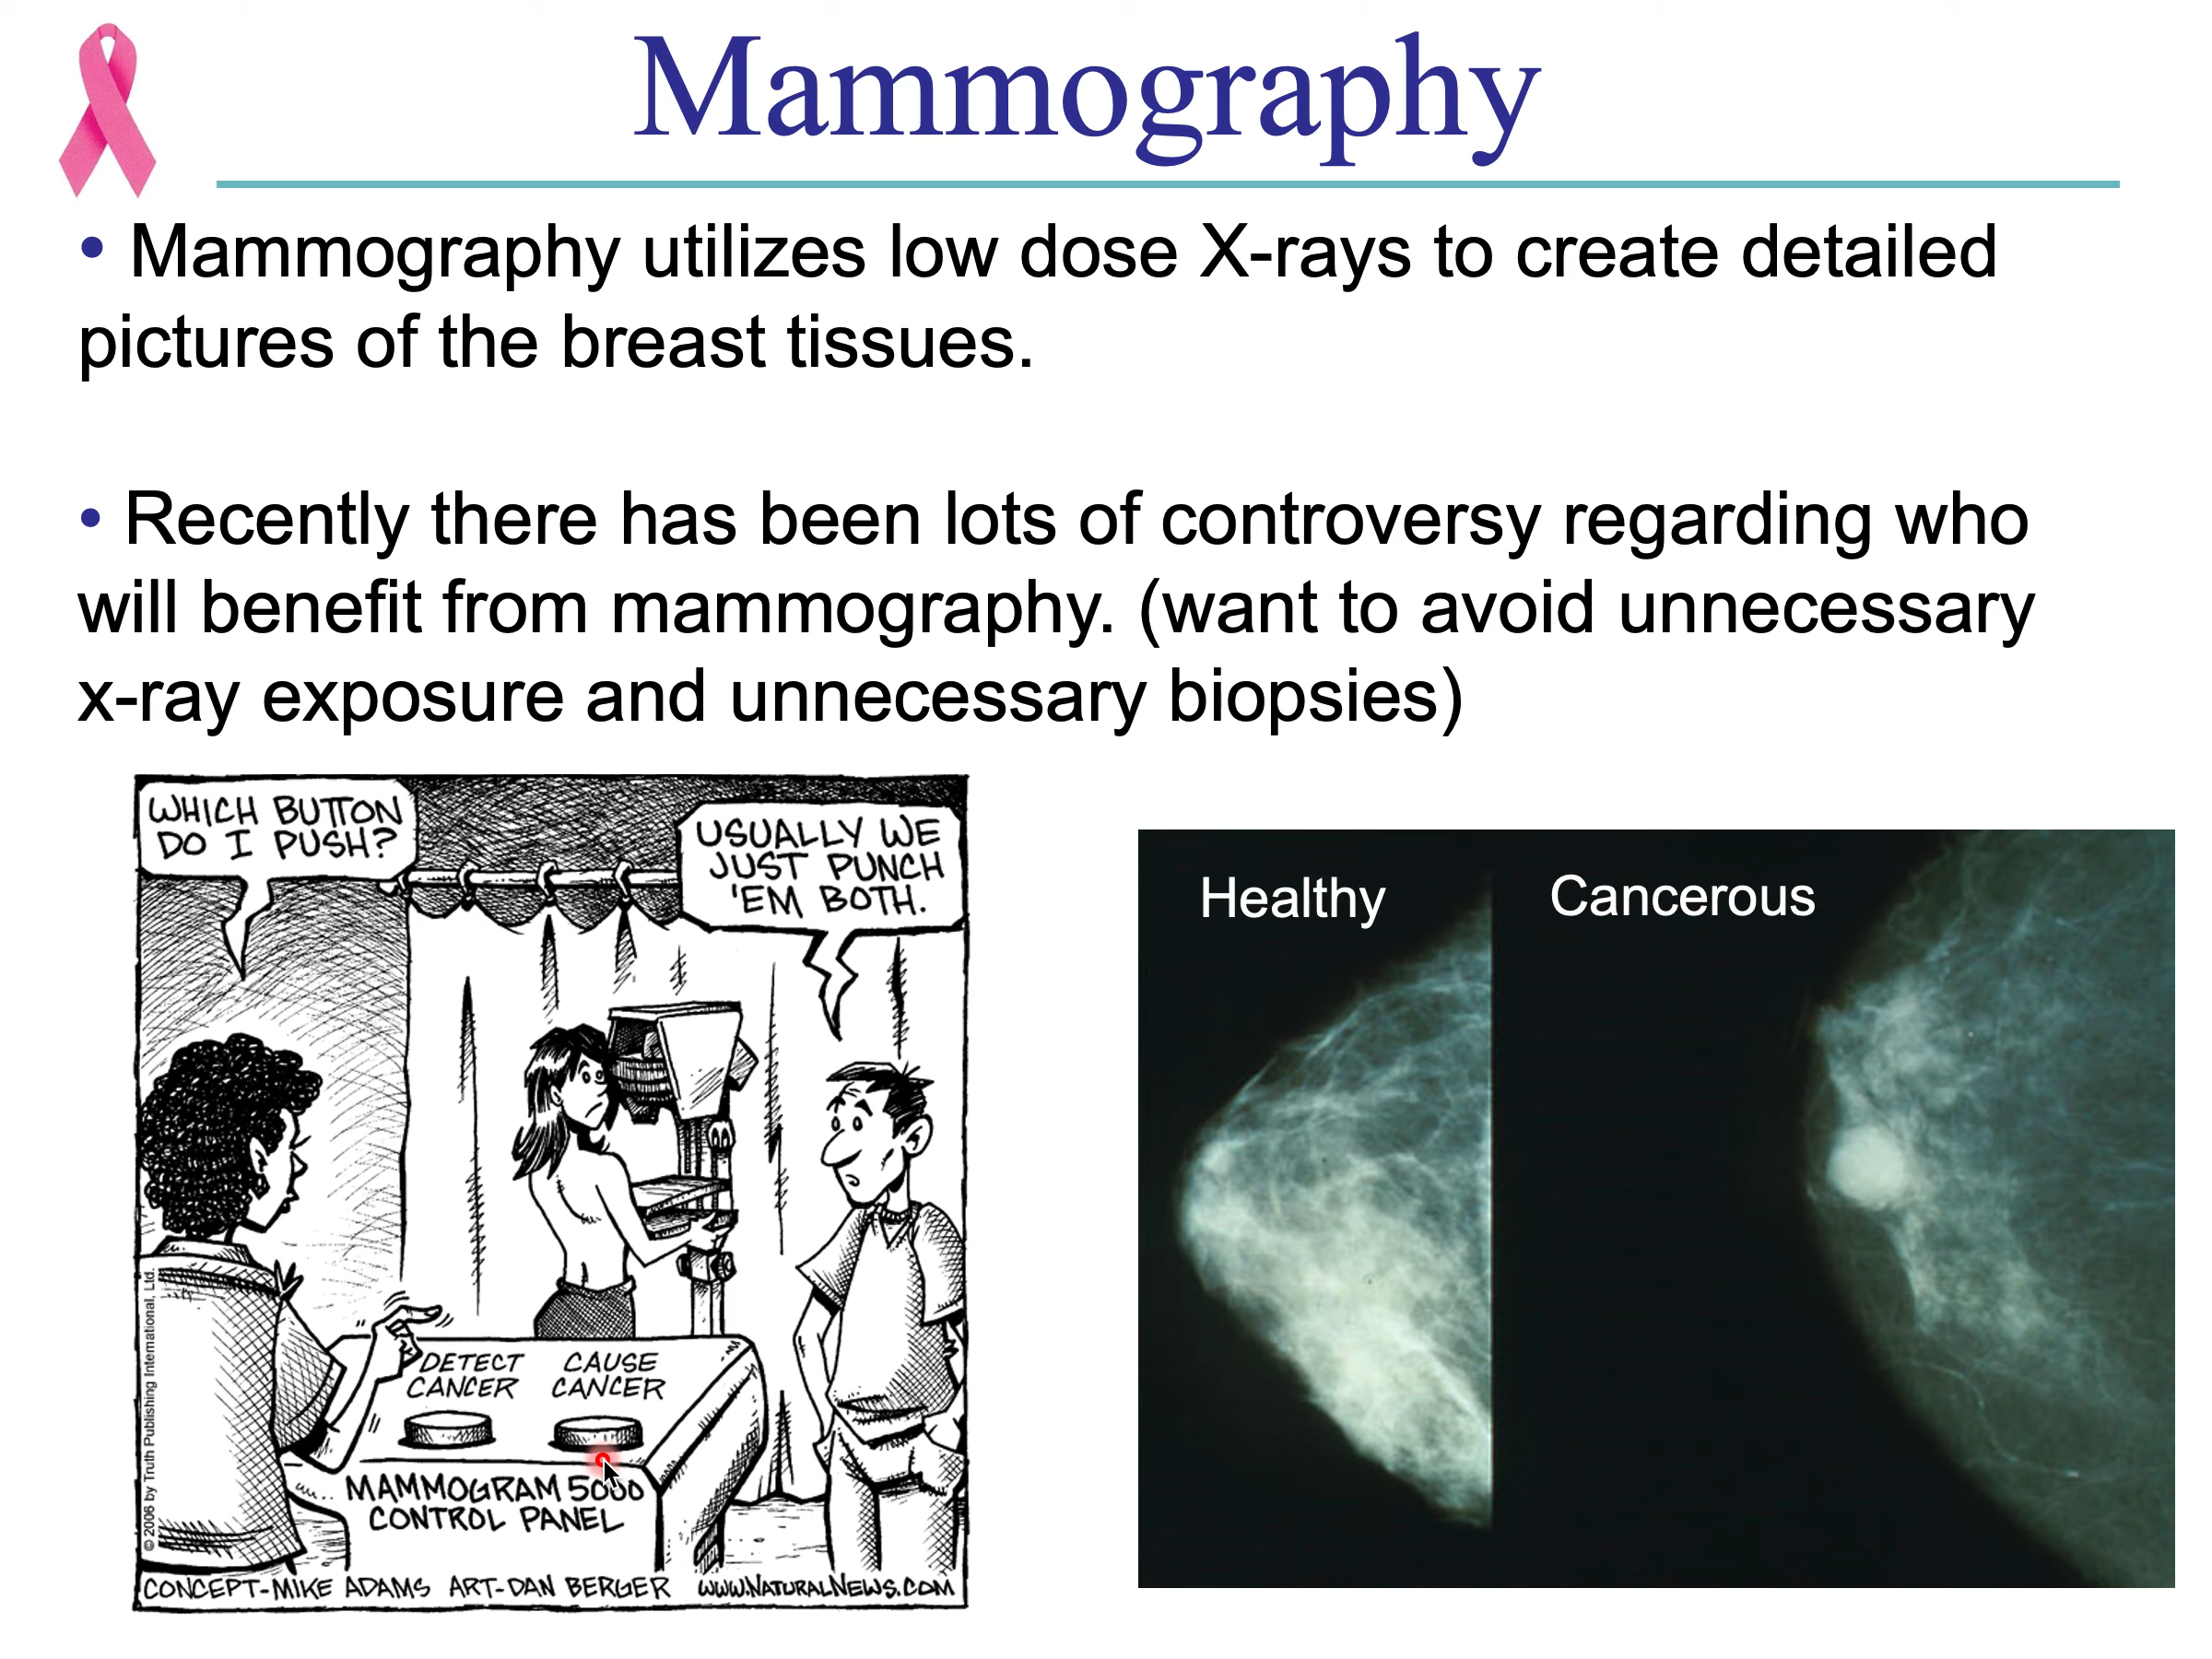 Mammography
• Mammography utilizes low dose X-rays to create detailed
pictures of the breast tissues.
• Recently there has been lots of controversy regarding who
will benefit from mammography. (want to avoid unnecessary
x-ray exposure and unnecessary biopsies)
WHICH BUTTON
DO I PUSH?
USUALLY WE
JUST PUNCH
'EM BOTH.
DETECT
CANCER
CAUSE
CANCER
MAMMOGRAM 5000
CONTROL PANEL
© 2006 by Truth Publishing International, Ltd.
CONCEPT-MIKE ADAMS ART-DAN BERGER WWW.NATURALNEWS.COM
Healthy
Cancerous